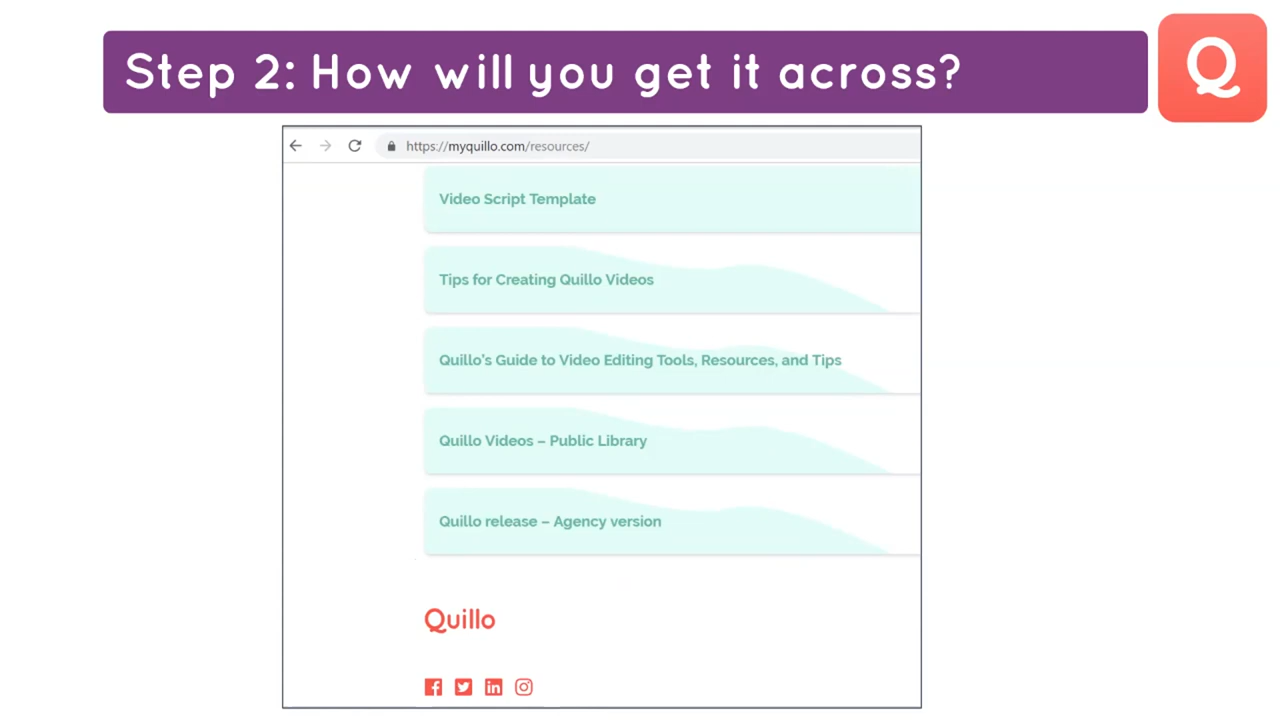 Step 2: How will you get it across?
Q
https://myquillo.com/resources/
Video Script Template
Tips for Creating Quillo Videos
Quillo's Guide to Video Editing Tools, Resources, and Tips
Quillo Videos – Public Library
Quillo release – Agency version
Quillo